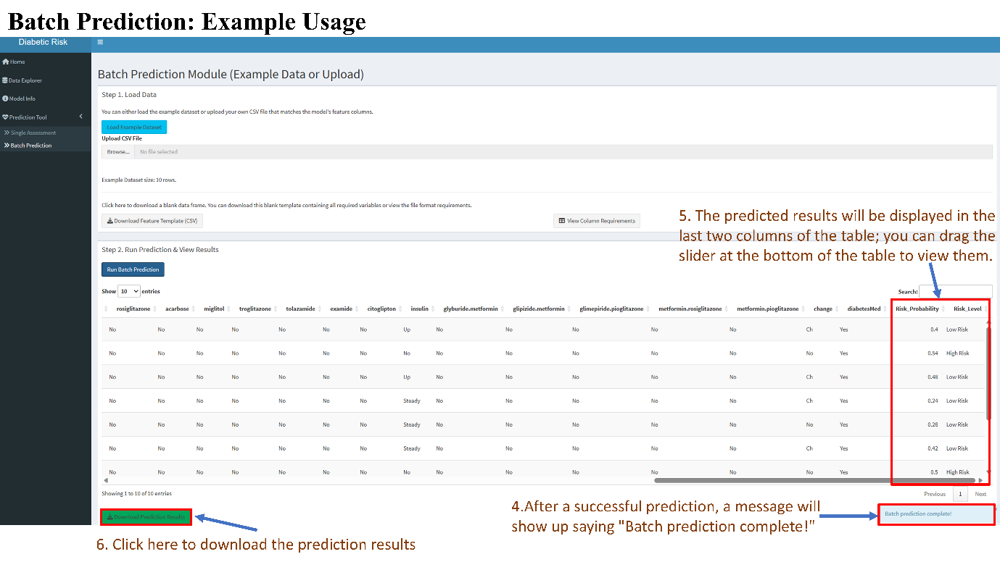 Batch Prediction: Example Usage
Diabetic Risk
Home
Data Explorer
Model Info
Prediction Tool
Single Assessment
Batch Prediction
Batch Prediction Module (Example Data or Upload)
Step 1. Load Data
You can either load the example dataset or upload your own CSV file that matches the model's feature columns.
Load Example Dataset
Upload CSV File
Browse... No file selected
Example Dataset size: 10 rows.
Click here to download a blank data frame. You can download this blank template containing all required variables or view the file format requirements.
Download Feature Template (CSV) View Column Requirements
5. The predicted results will be displayed in the
last two columns of the table; you can drag the
slider at the bottom of the table to view them.
Step 2. Run Prediction & View Results
Run Batch Prediction
Show 10 entries Search:
rosiglitazone acarbose miglitol troglitazone tolazamide examide citoglipton insulin glyburide.metformin glipizide.metformin glimepiride.pioglitazone metformin.rosiglitazone metformin.pioglitazone change diabetesMed Risk_Probability Risk_Level
No No No No No No No Up No No No No No Ch Yes 0.4 Low Risk
No No No No No No No No No No No No No No Yes 0.54 High Risk
No No No No No No No Up No No No No No Ch Yes 0.48 Low Risk
No No No No No No No Steady No No No No No Ch Yes 0.24 Low Risk
No No No No No No No Steady No No No No No No Yes 0.28 Low Risk
No No No No No No No Steady No No No No No Ch Yes 0.42 Low Risk
No No No No No No No No No No No No No No Yes 0.5 High Risk
Showing 1 to 10 of 10 entries
Previous 1 Next
Download Prediction Results
4.After a successful prediction, a message will
show up saying "Batch prediction complete!"
Batch prediction complete!
6. Click here to download the prediction results